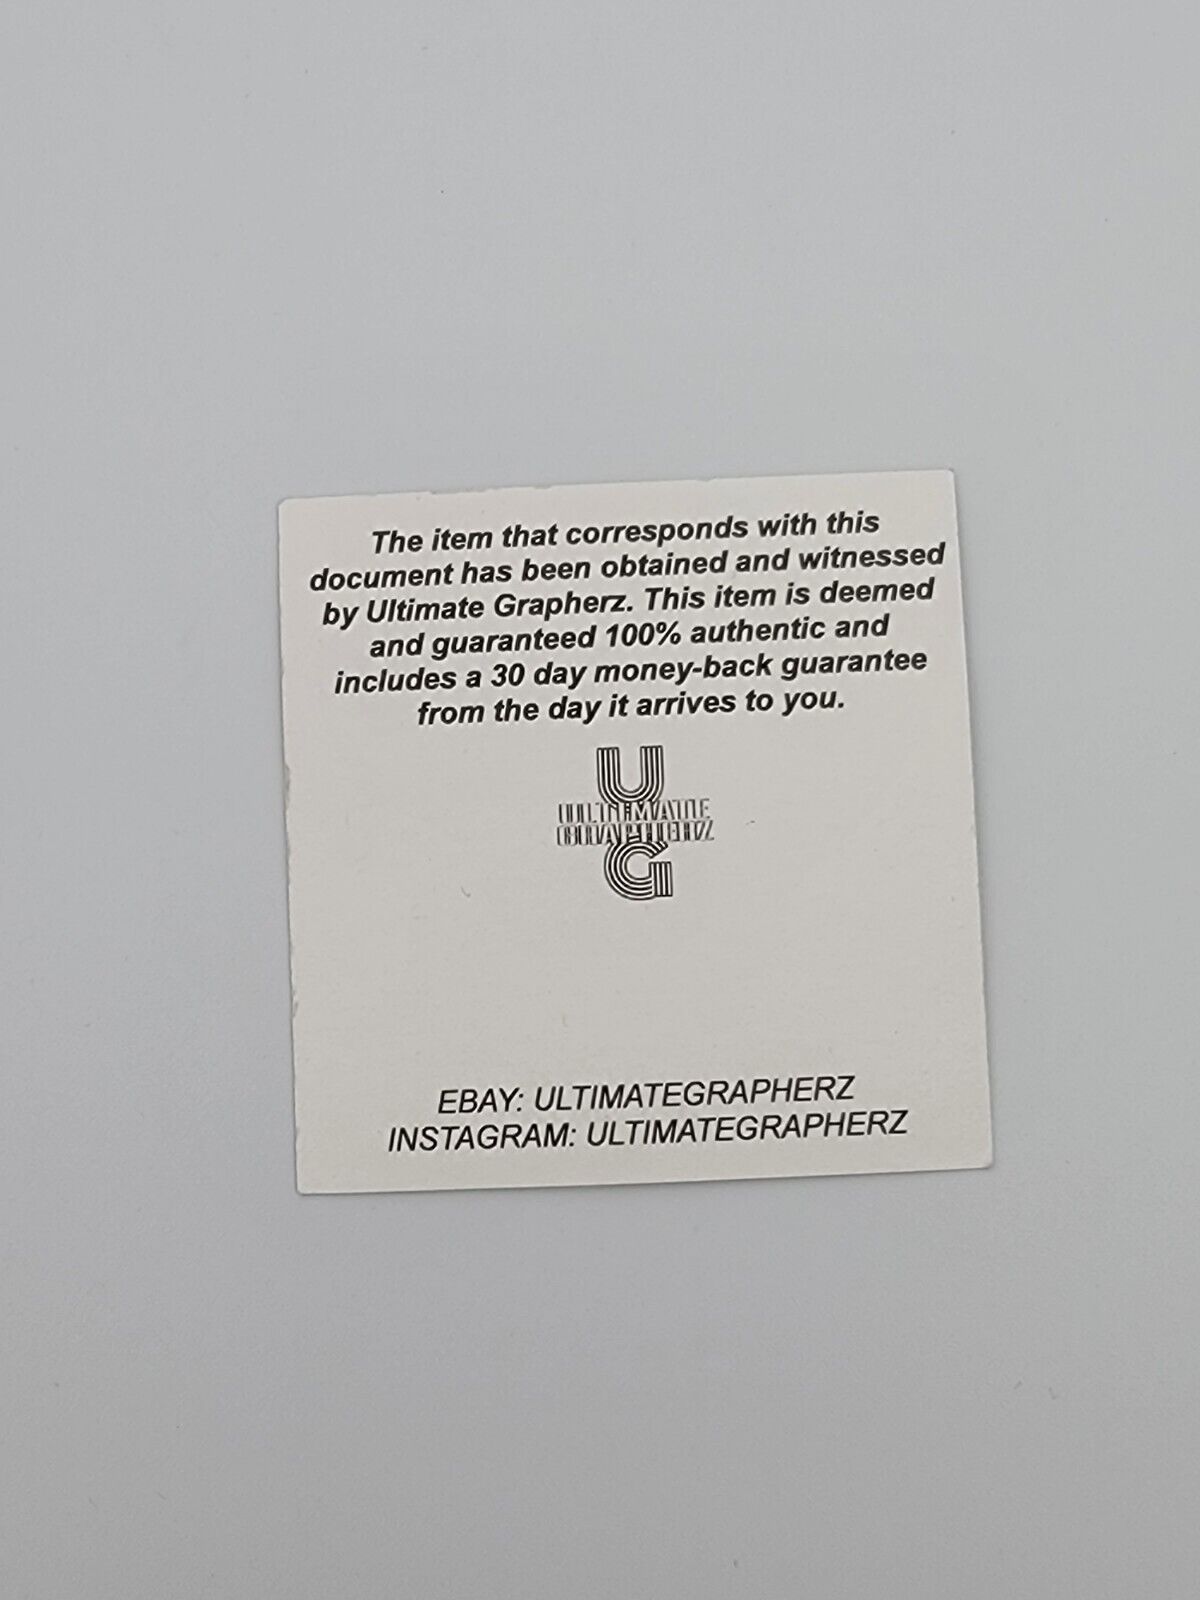 The item that corresponds with this
document has been obtained and witnessed
by Ultimate Grapherz. This item is deemed
and guaranteed 100% authentic and
includes a 30 day money-back guarantee
from the day it arrives to you.
U
ULTIMATE
GRAPHERZ
G
EBAY: ULTIMATEGRAPHERZ
INSTAGRAM: ULTIMATEGRAPHERZ